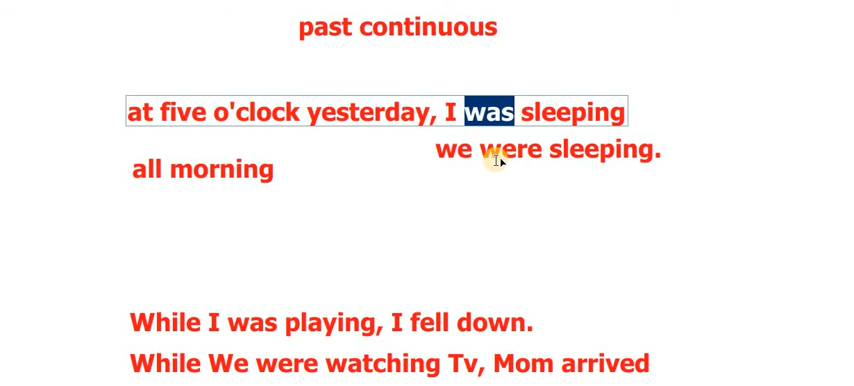 past continuous
at five o'clock yesterday, I was sleeping
we were sleeping.
all morning
While I was playing, I fell down.
While We were watching Tv, Mom arrived